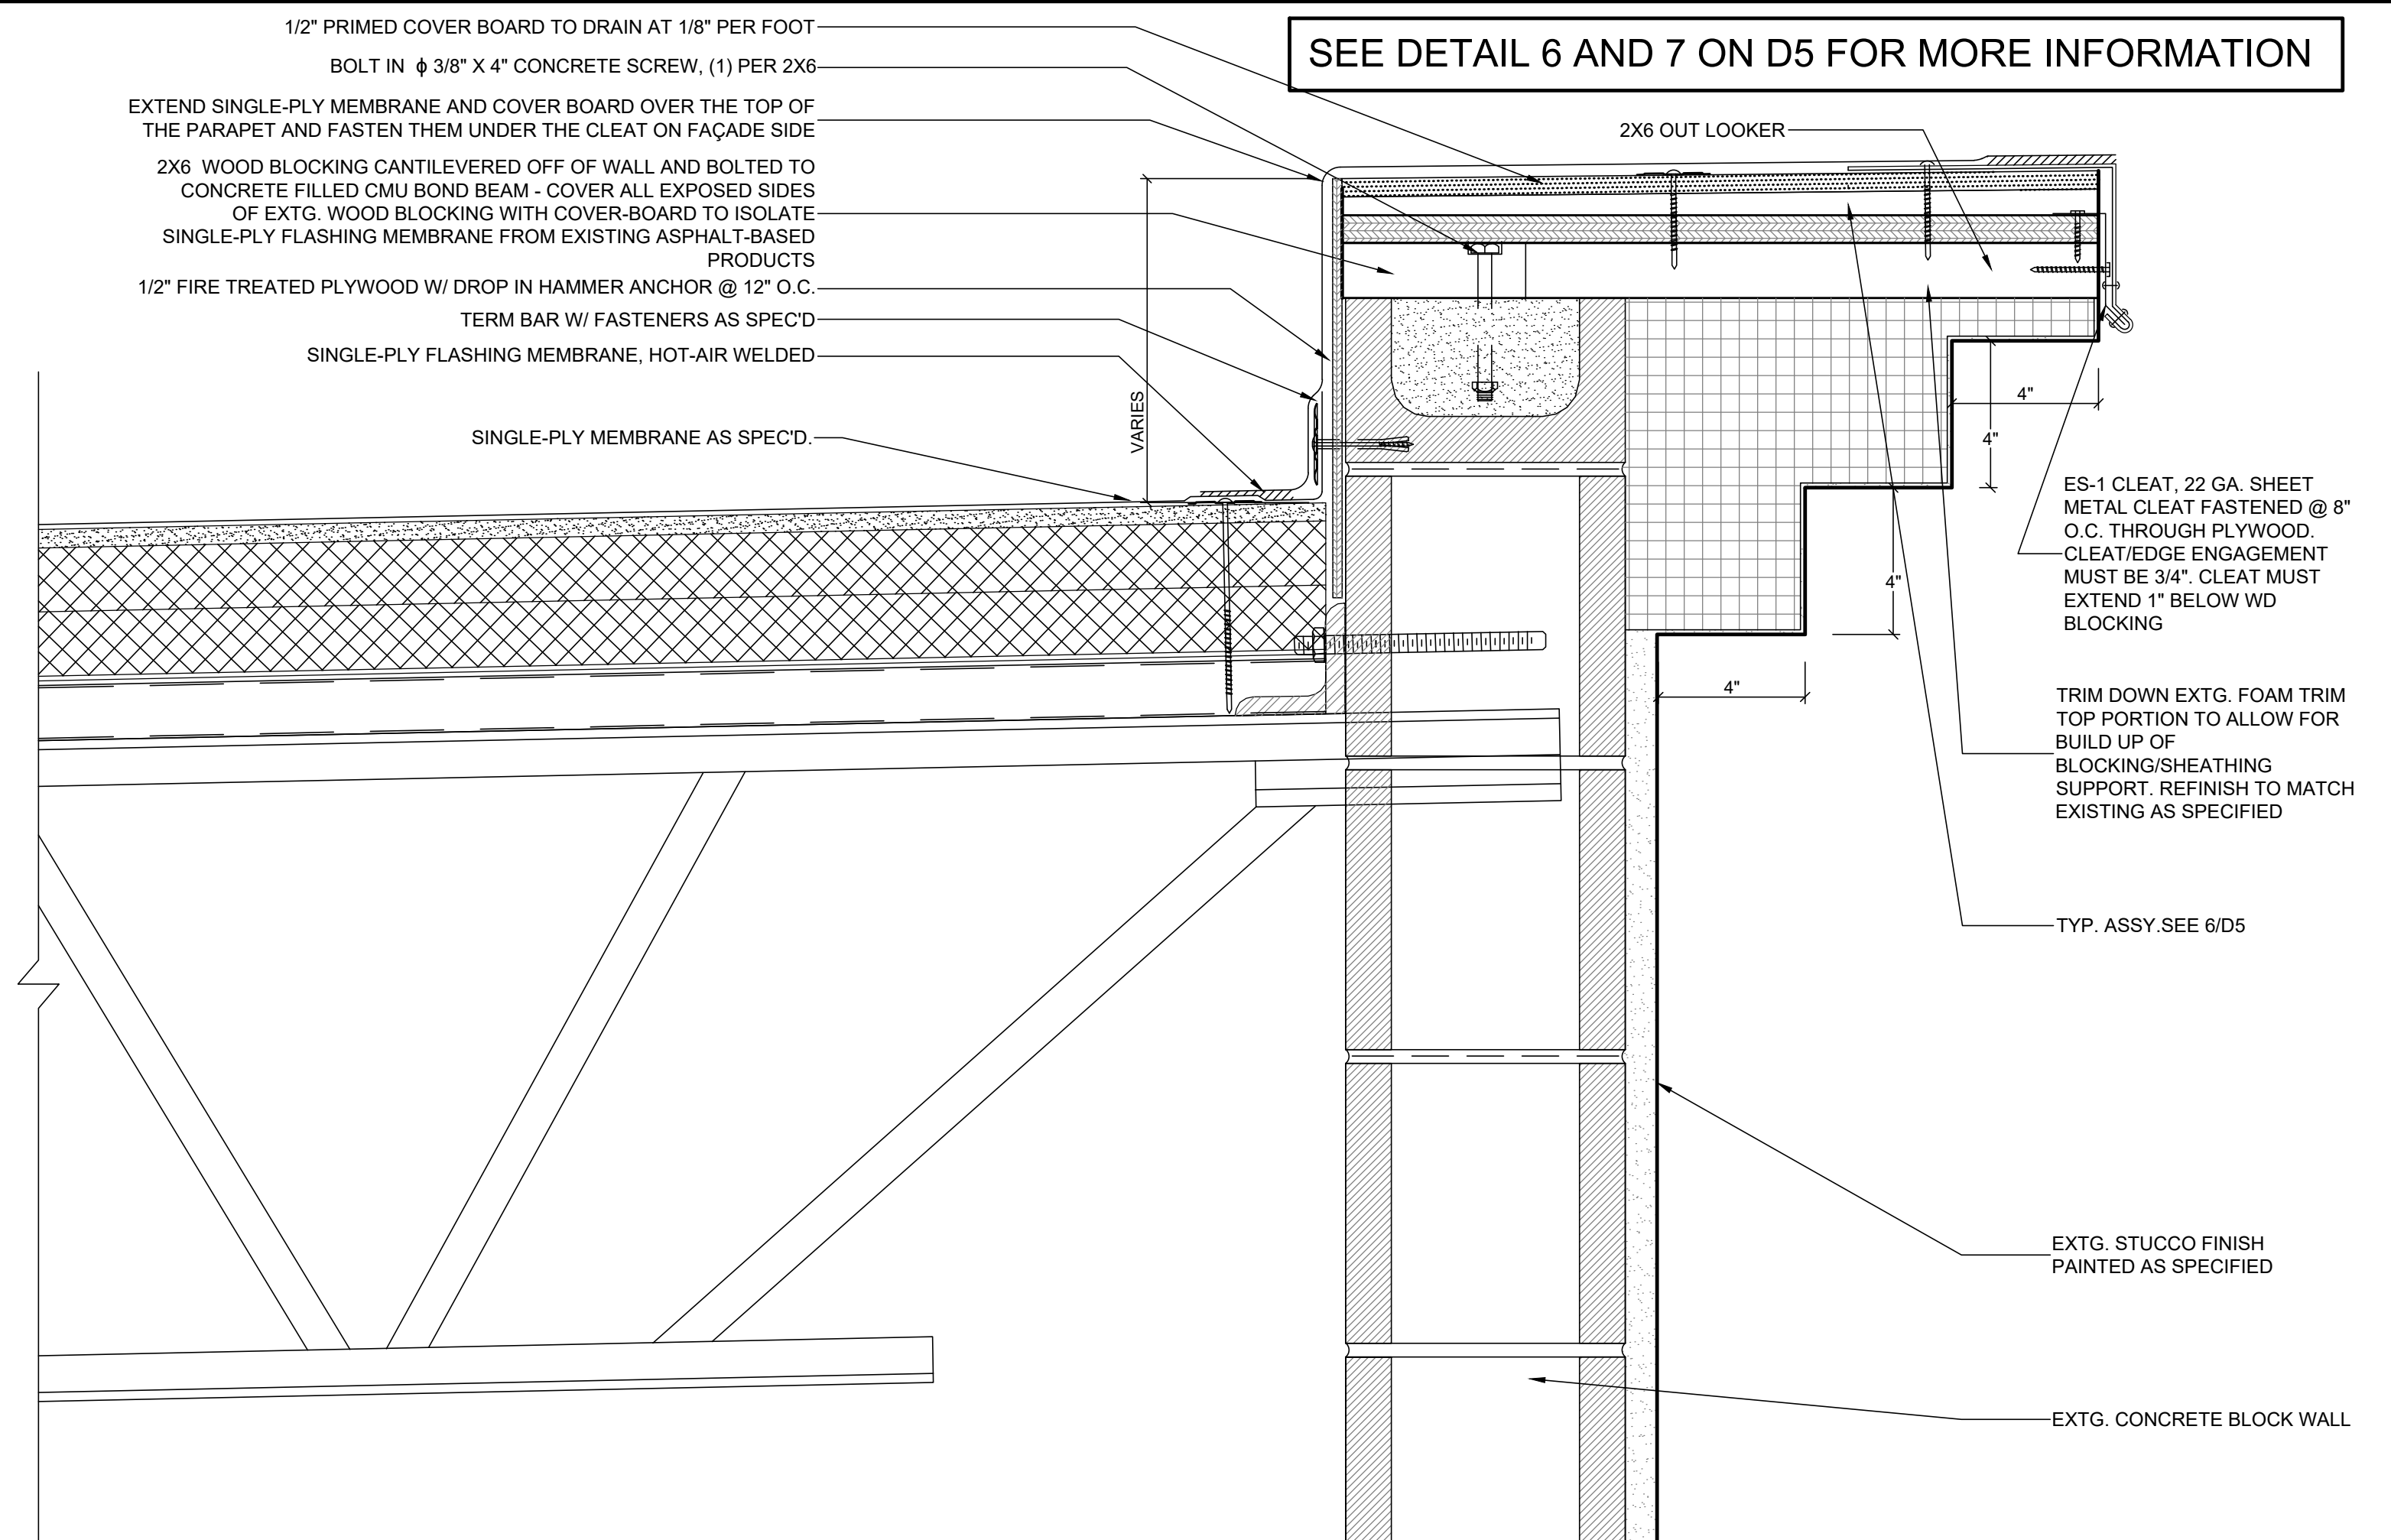 1/2" PRIMED COVER BOARD TO DRAIN AT 1/8" PER FOOT
BOLT IN ϕ 3/8" X 4" CONCRETE SCREW, (1) PER 2X6
EXTEND SINGLE-PLY MEMBRANE AND COVER BOARD OVER THE TOP OF
THE PARAPET AND FASTEN THEM UNDER THE CLEAT ON FAÇADE SIDE
2X6 WOOD BLOCKING CANTILEVERED OFF OF WALL AND BOLTED TO
CONCRETE FILLED CMU BOND BEAM - COVER ALL EXPOSED SIDES
OF EXTG. WOOD BLOCKING WITH COVER-BOARD TO ISOLATE
SINGLE-PLY FLASHING MEMBRANE FROM EXISTING ASPHALT-BASED
PRODUCTS
1/2" FIRE TREATED PLYWOOD W/ DROP IN HAMMER ANCHOR @ 12" O.C.
TERM BAR W/ FASTENERS AS SPEC'D
SINGLE-PLY FLASHING MEMBRANE, HOT-AIR WELDED
SINGLE-PLY MEMBRANE AS SPEC'D.
VARIES
SEE DETAIL 6 AND 7 ON D5 FOR MORE INFORMATION
2X6 OUT LOOKER
4"
4"
4"
4"
ES-1 CLEAT, 22 GA. SHEET
METAL CLEAT FASTENED @ 8"
O.C. THROUGH PLYWOOD.
CLEAT/EDGE ENGAGEMENT
MUST BE 3/4". CLEAT MUST
EXTEND 1" BELOW WD
BLOCKING
TRIM DOWN EXTG. FOAM TRIM
TOP PORTION TO ALLOW FOR
BUILD UP OF
BLOCKING/SHEATHING
SUPPORT. REFINISH TO MATCH
EXISTING AS SPECIFIED
TYP. ASSY.SEE 6/D5
EXTG. STUCCO FINISH
PAINTED AS SPECIFIED
EXTG. CONCRETE BLOCK WALL